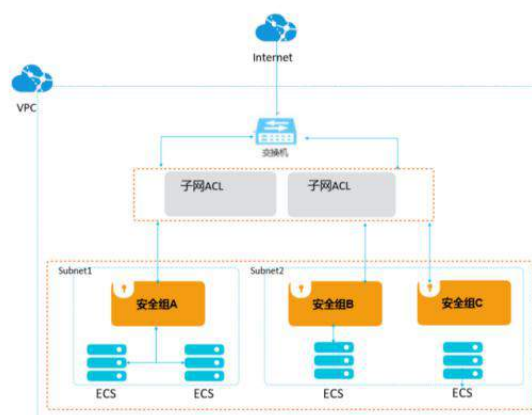 Internet
VPC
交换机
子网ACL
子网ACL
Subnet1
Subnet2
安全组A
安全组B
安全组C
ECS
ECS
ECS
ECS